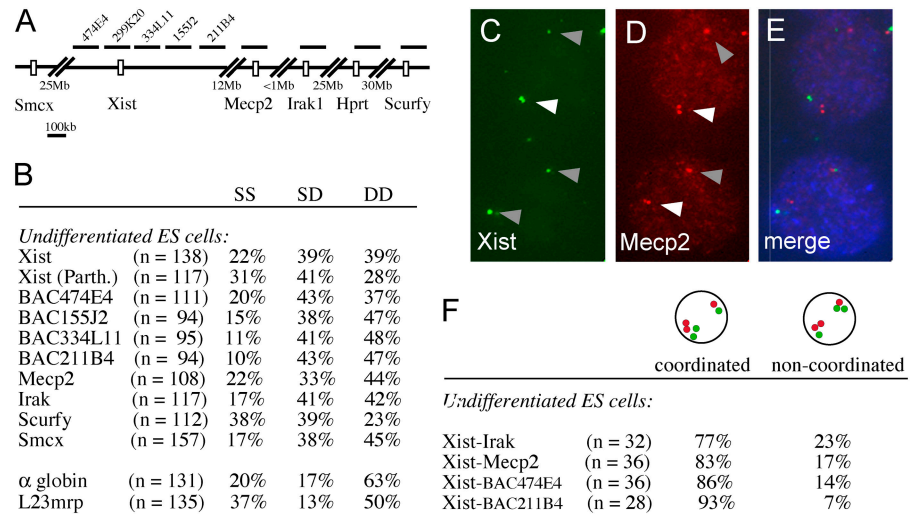 A
474E4 299K20 334L11 155J2 211B4
25Mb 12Mb <1Mb 25Mb 30Mb
Smcx Xist Mecp2 Irak1 Hprt Scurfy
100kb
B
SS SD DD
Undifferentiated ES cells:
Xist (n = 138) 22% 39% 39%
Xist (Parth.) (n = 117) 31% 41% 28%
BAC474E4 (n = 111) 20% 43% 37%
BAC155J2 (n = 94) 15% 38% 47%
BAC334L11 (n = 95) 11% 41% 48%
BAC211B4 (n = 94) 10% 43% 47%
Mecp2 (n = 108) 22% 33% 44%
Irak (n = 117) 17% 41% 42%
Scurfy (n = 112) 38% 39% 23%
Smcx (n = 157) 17% 38% 45%
α globin (n = 131) 20% 17% 63%
L23mrp (n = 135) 37% 13% 50%
C
Xist
D
Mecp2
E
merge
F
coordinated non-coordinated
Undifferentiated ES cells:
Xist-Irak (n = 32) 77% 23%
Xist-Mecp2 (n = 36) 83% 17%
Xist-BAC474E4 (n = 36) 86% 14%
Xist-BAC211B4 (n = 28) 93% 7%